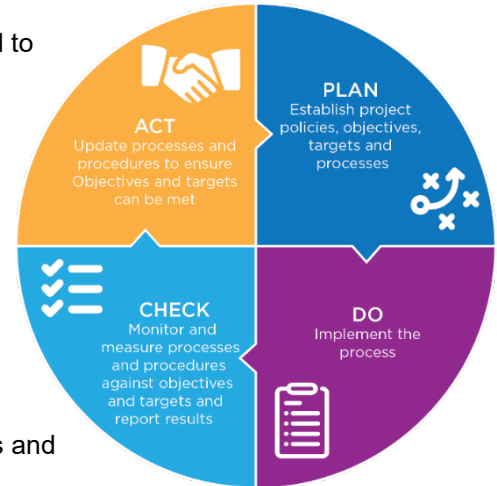 l to
ACT
Update processes and
procedures to ensure
Objectives and targets
can be met
PLAN
Establish project
policies, objectives,
targets and
processes
CHECK
Monitor and
measure processes
and procedures
against objectives
and targets and
report results
DO
Implement the
process
s and